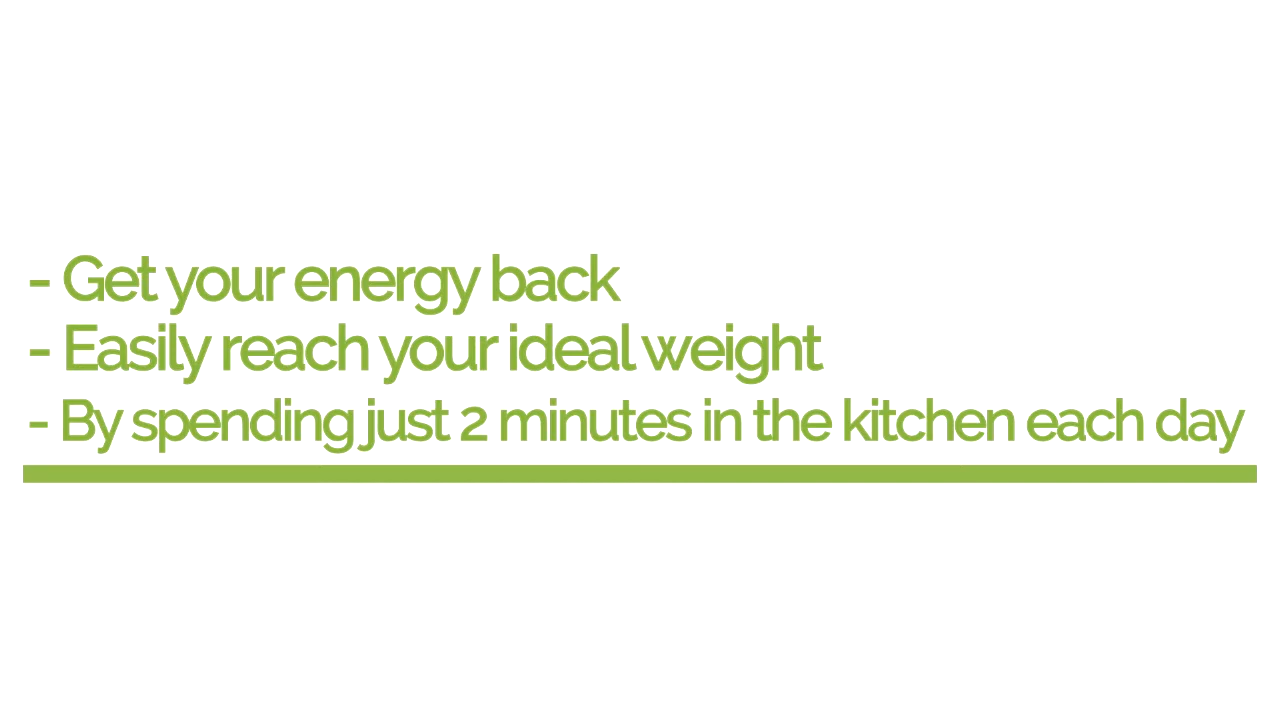 - Get your energy back
- Easily reach your ideal weight
- By spending just 2 minutes in the kitchen each day